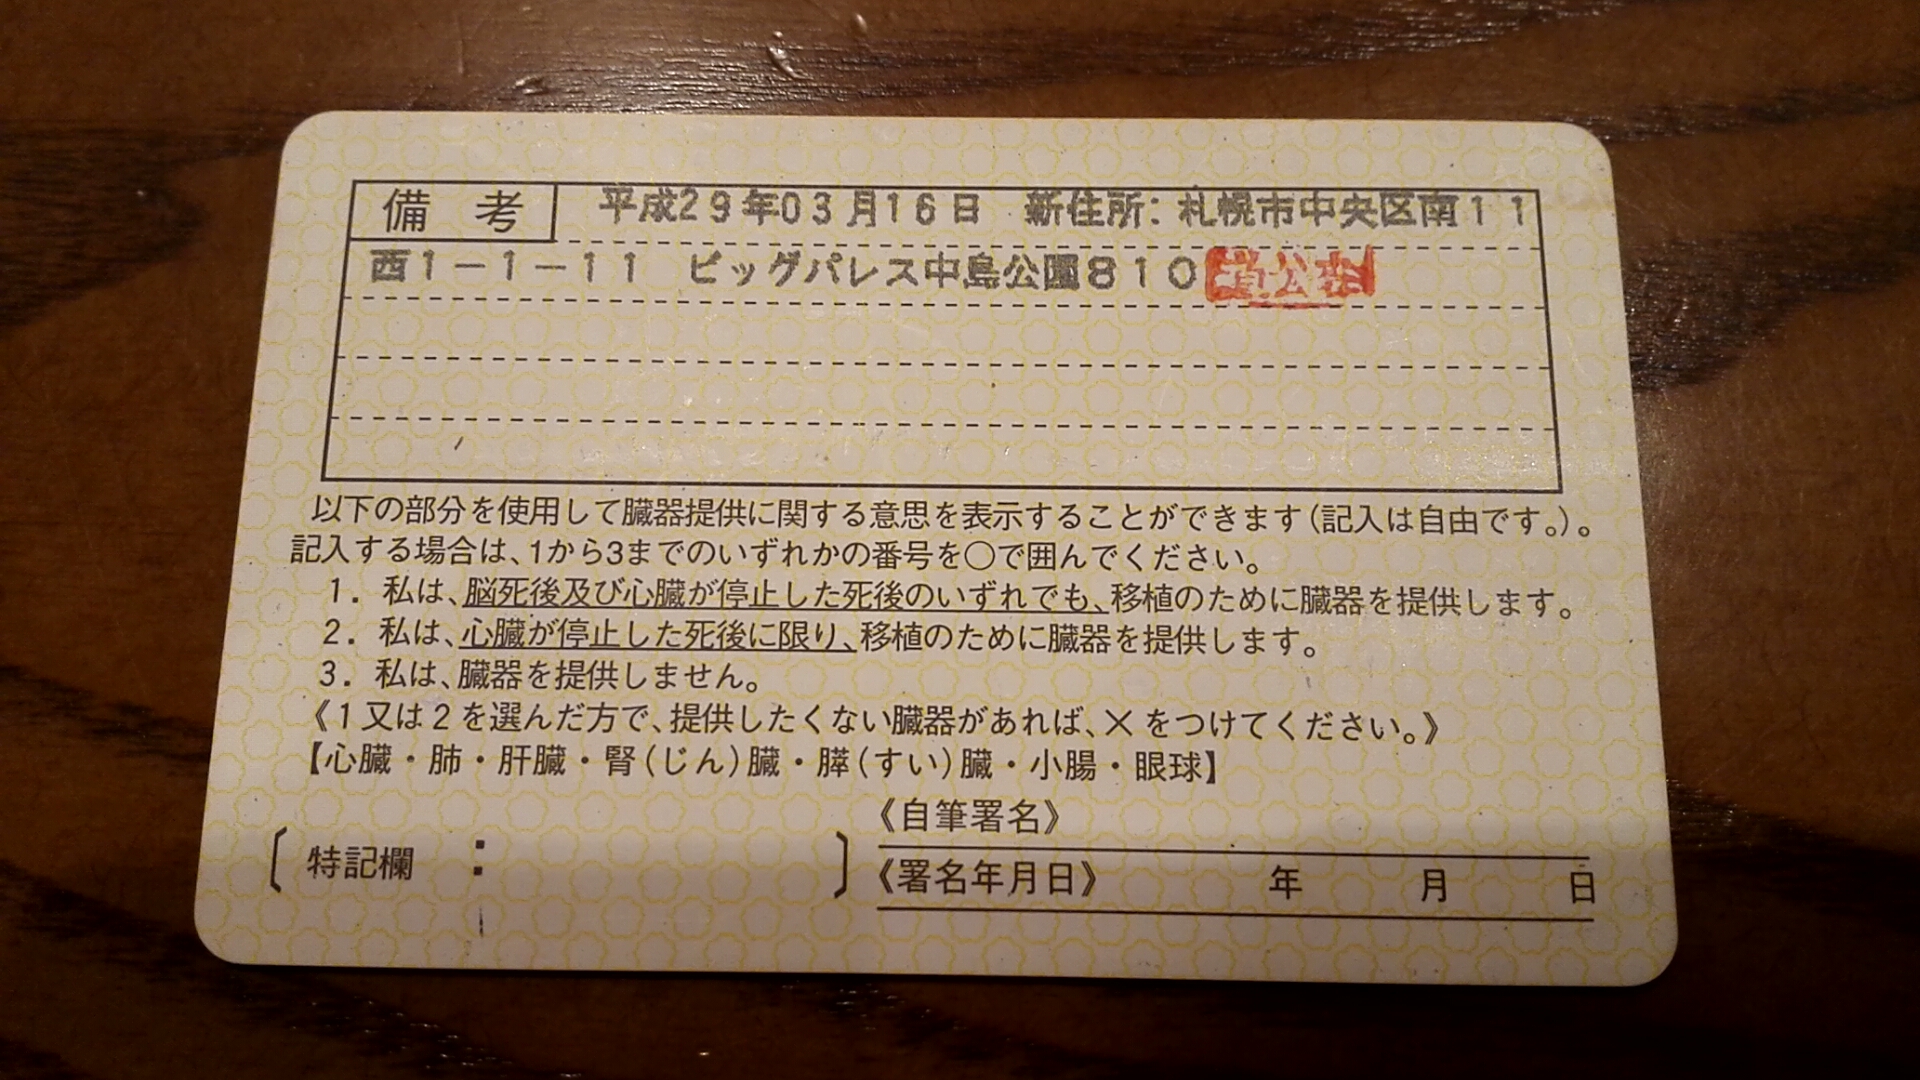 備考 平成29年03月16日 新住所:札幌市中央区南11
西1-1-11 ビッグパレス中島公園810 道公委
以下の部分を使用して臓器提供に関する意思を表示することができます(記入は自由です。)。
記入する場合は、1から3までのいずれかの番号を○で囲んでください。
1. 私は、脳死後及び心臓が停止した死後のいずれでも、移植のために臓器を提供します。
2. 私は、心臓が停止した死後に限り、移植のために臓器を提供します。
3. 私は、臓器を提供しません。
《1又は2を選んだ方で、提供したくない臓器があれば、×をつけてください。》
【心臓・肺・肝臓・腎(じん)臓・膵(すい)臓・小腸・眼球】
《自筆署名》
〔特記欄: 〕
《署名年月日》 年 月 日